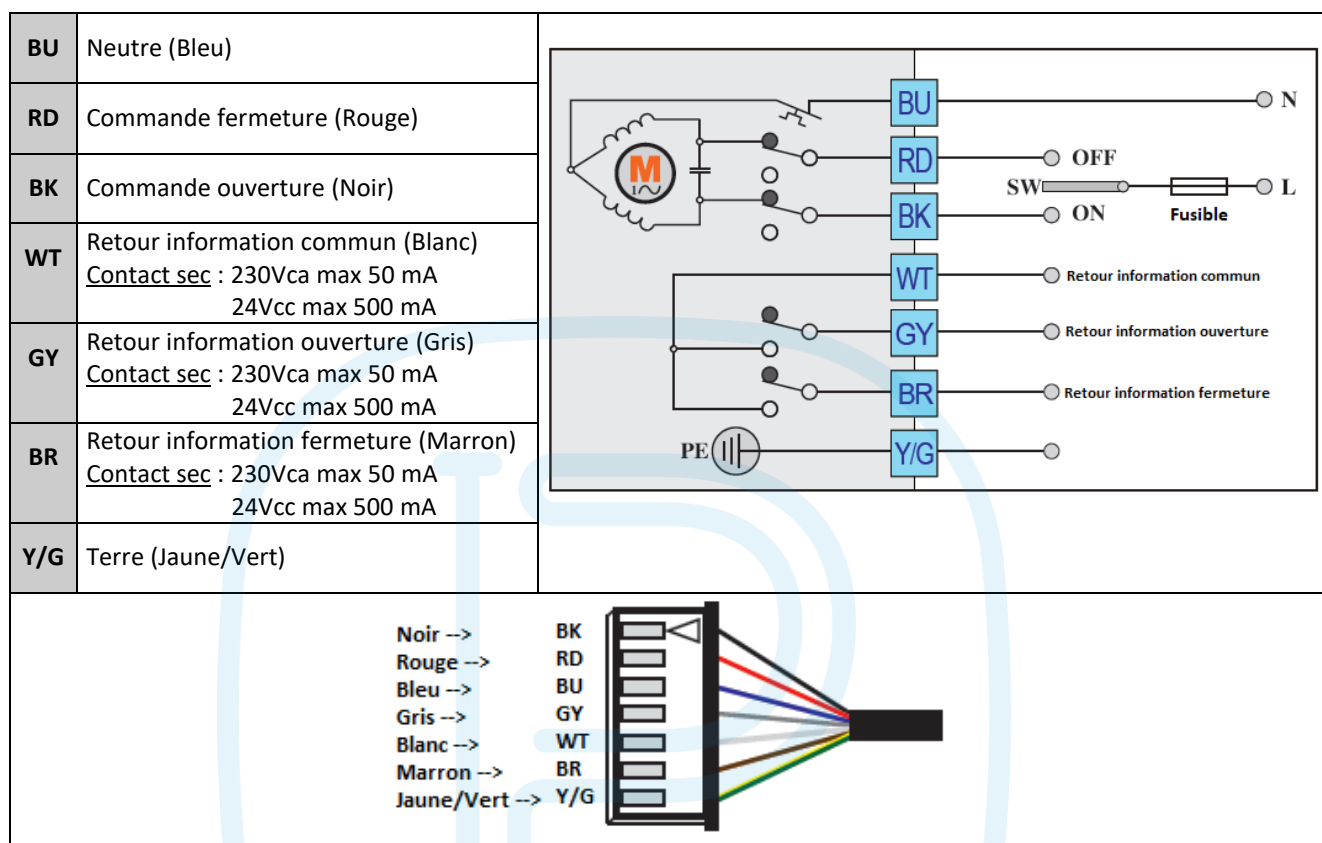 BU Neutre (Bleu)
RD Commande fermeture (Rouge)
BK Commande ouverture (Noir)
WT Retour information commun (Blanc)
Contact sec : 230Vca max 50 mA
24Vcc max 500 mA
GY Retour information ouverture (Gris)
Contact sec : 230Vca max 50 mA
24Vcc max 500 mA
BR Retour information fermeture (Marron)
Contact sec : 230Vca max 50 mA
24Vcc max 500 mA
Y/G Terre (Jaune/Vert)
BU N
M
1
RD OFF
SW L
BK ON Fusible
WT Retour information commun
GY Retour information ouverture
BR Retour information fermeture
PE Y/G
Noir --> BK
Rouge --> RD
Bleu --> BU
Gris --> GY
Blanc --> WT
Marron --> BR
Jaune/Vert --> Y/G